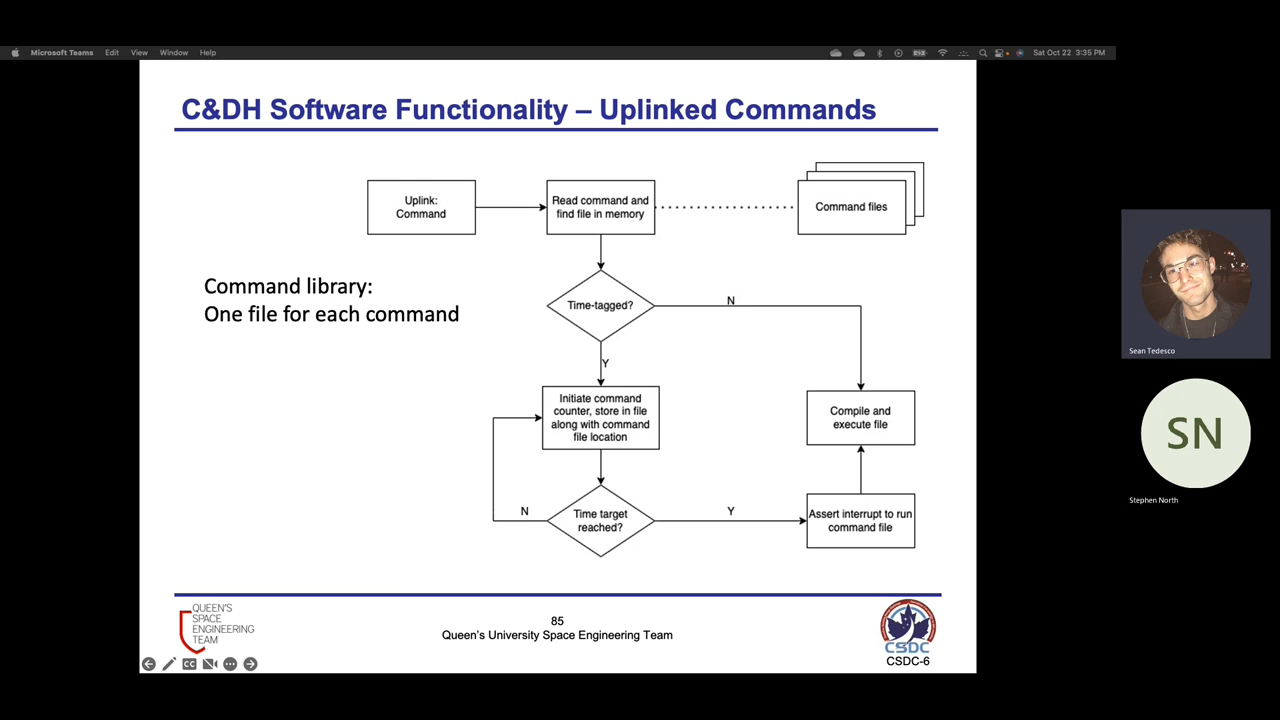 Microsoft Teams Edit View Window Help
Sat Oct 22 3:35 PM
C&DH Software Functionality – Uplinked Commands
Uplink:
Command
Read command and
find file in memory
Command files
Command library:
One file for each command
Time-tagged?
N
Y
Initiate command
counter, store in file
along with command
file location
Compile and
execute file
Time target
reached?
N
Y
Assert interrupt to run
command file
QUEEN'S
SPACE
ENGINEERING
TEAM
85
Queen's University Space Engineering Team
CSDC
CSDC-6
CC
Sean Tedesco
SN
Stephen North